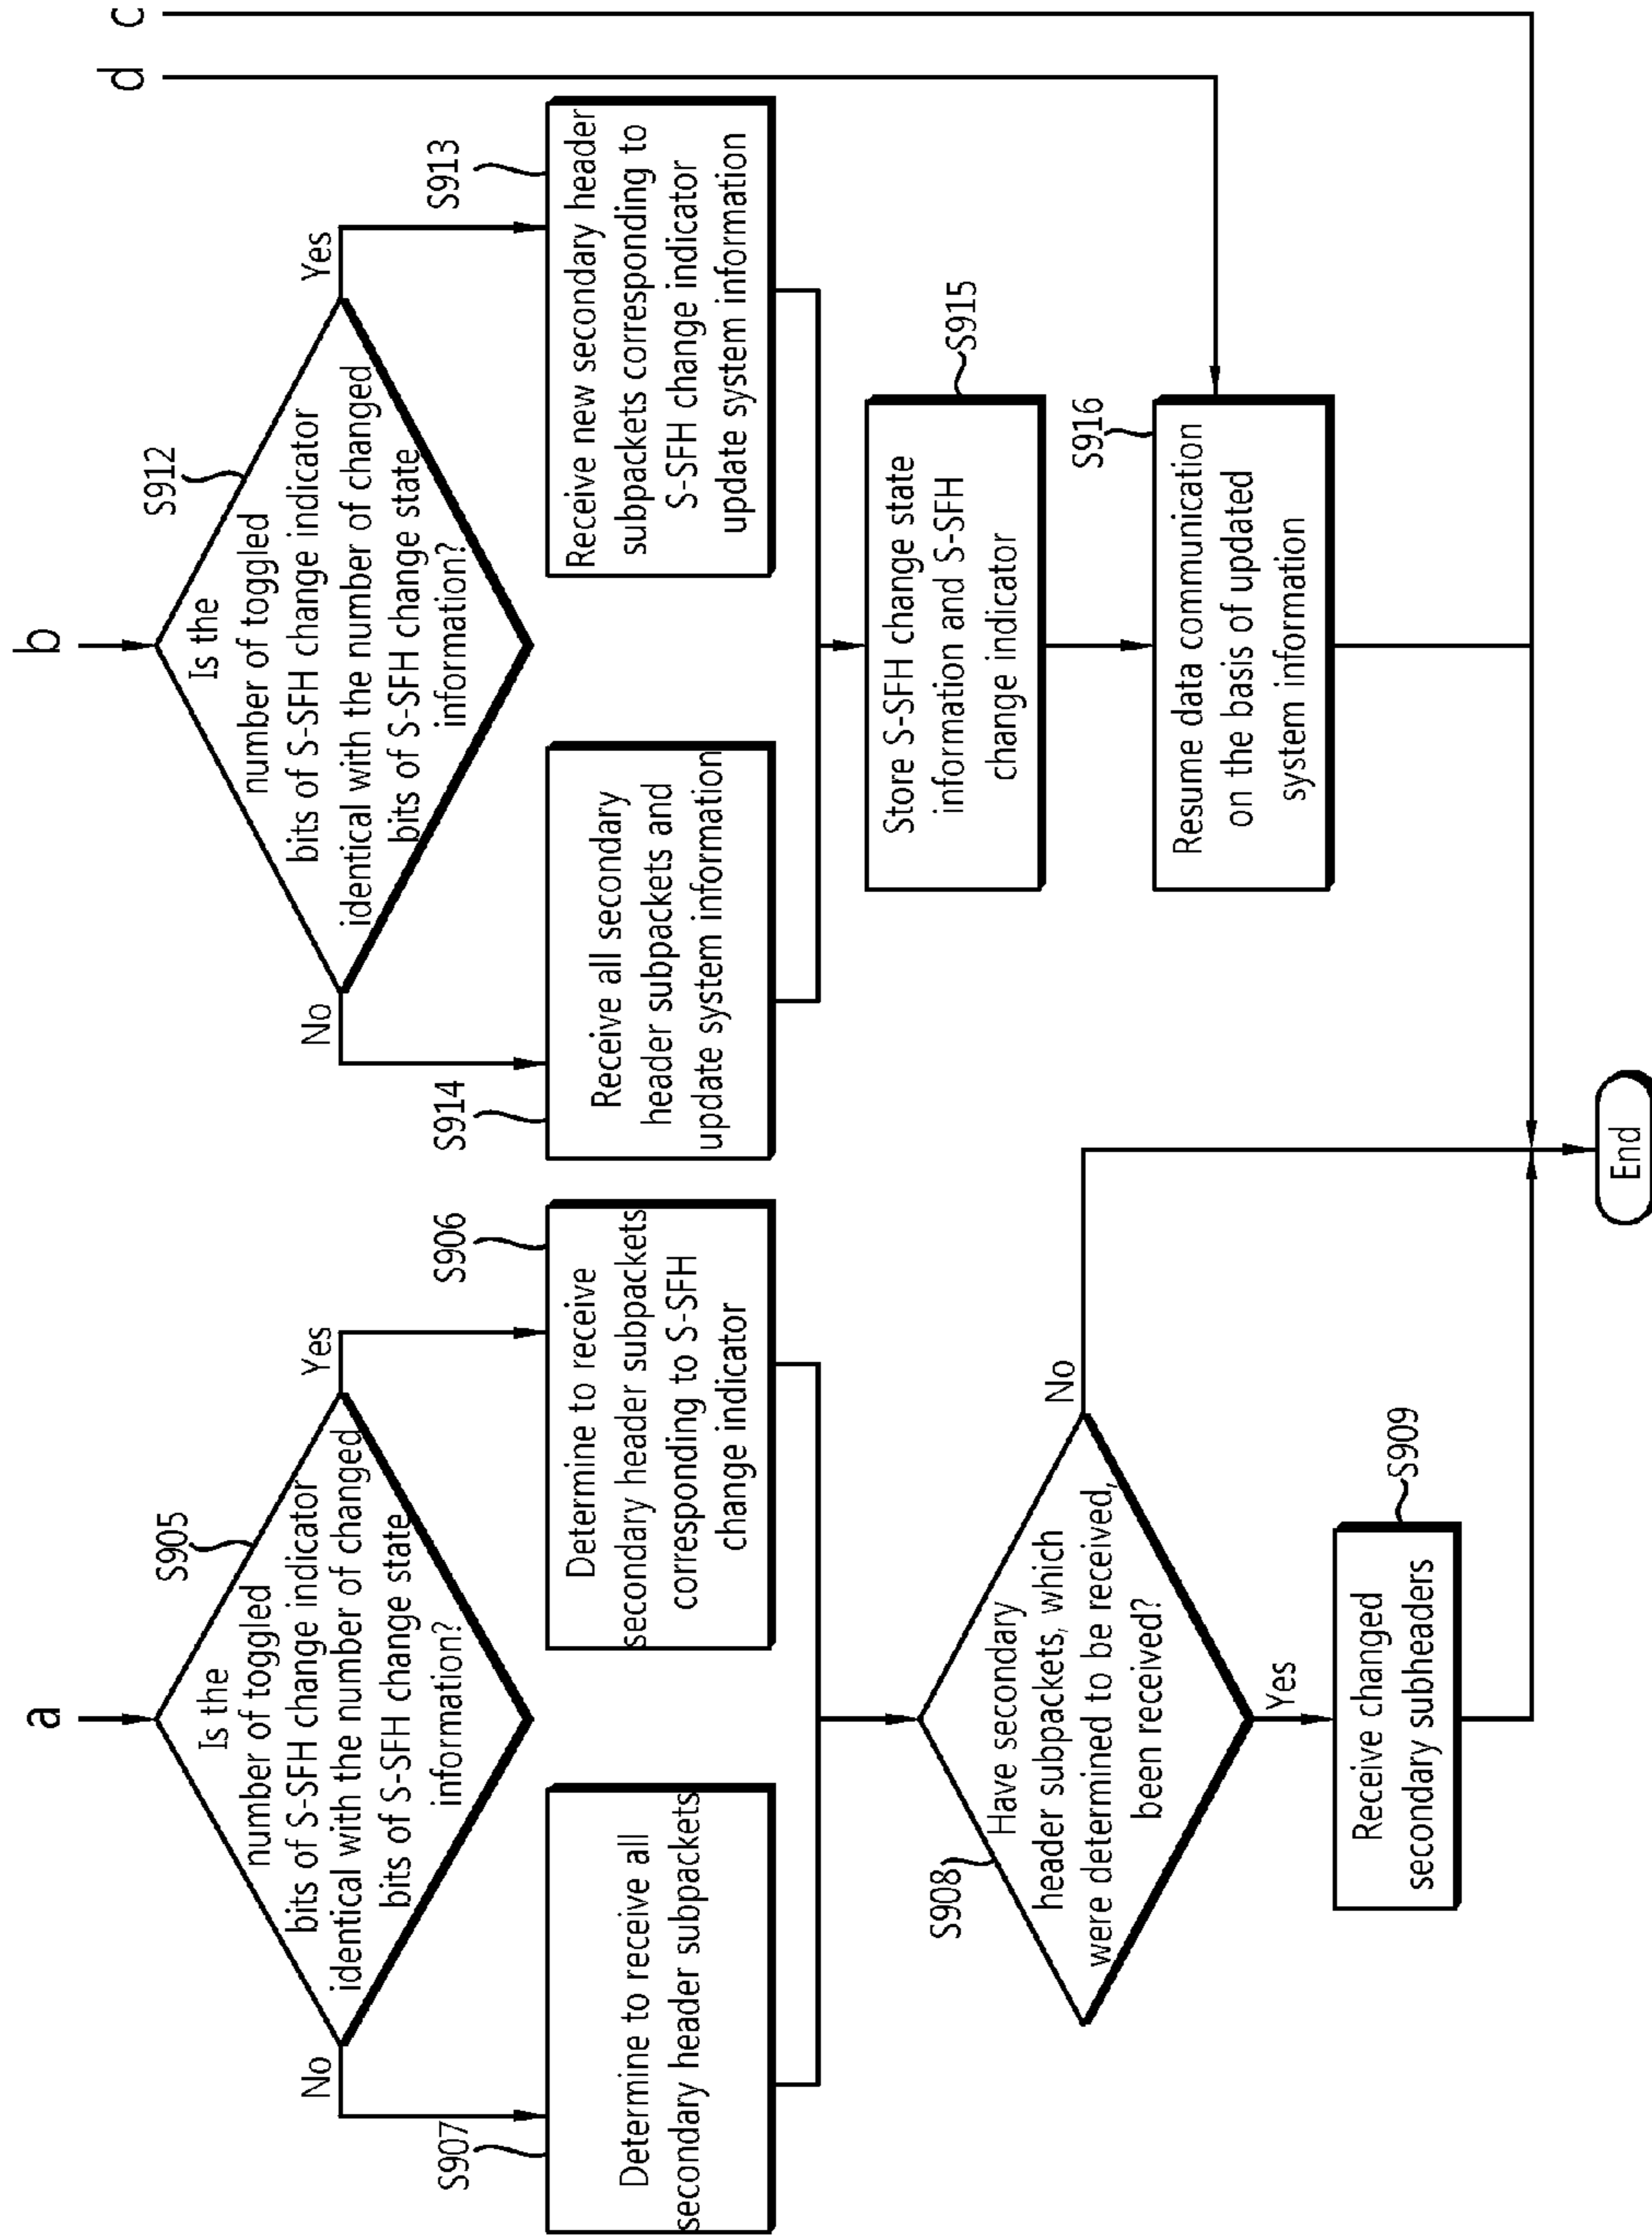 a
S905
Is the
number of toggled
bits of S-SFH change indicator
identical with the number of changed
bits of S-SFH change state
information?
No
Yes
S907
Determine to receive all
secondary header subpackets
S906
Determine to receive
secondary header subpackets
corresponding to S-SFH
change indicator
S908
Have secondary
header subpackets, which
were determined to be received,
been received?
No
Yes
S909
Receive changed
secondary subheaders
b
S912
Is the
number of toggled
bits of S-SFH change indicator
identical with the number of changed
bits of S-SFH change state
information?
No
Yes
S914
Receive all secondary
header subpackets and
update system information
S913
Receive new secondary header
subpackets corresponding to
S-SFH change indicator
update system information
S915
Store S-SFH change state
information and S-SFH
change indicator
S916
Resume data communication
on the basis of updated
system information
d
c
End